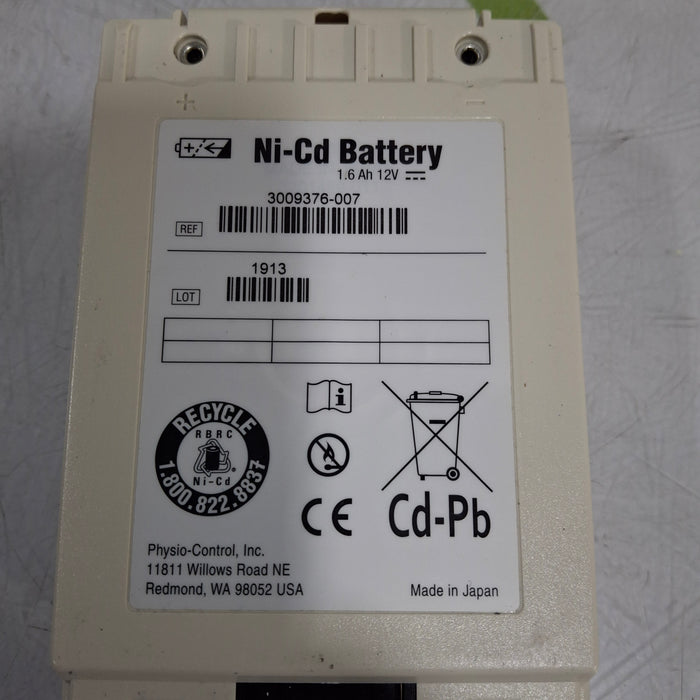 + −
+ Ni-Cd Battery
1.6 Ah 12V
3009376-007
REF
1913
LOT
i
RECYCLE
RBRC
Ni-Cd
1.800.822.8837
CE Cd-Pb
Physio-Control, Inc.
11811 Willows Road NE
Redmond, WA 98052 USA
Made in Japan